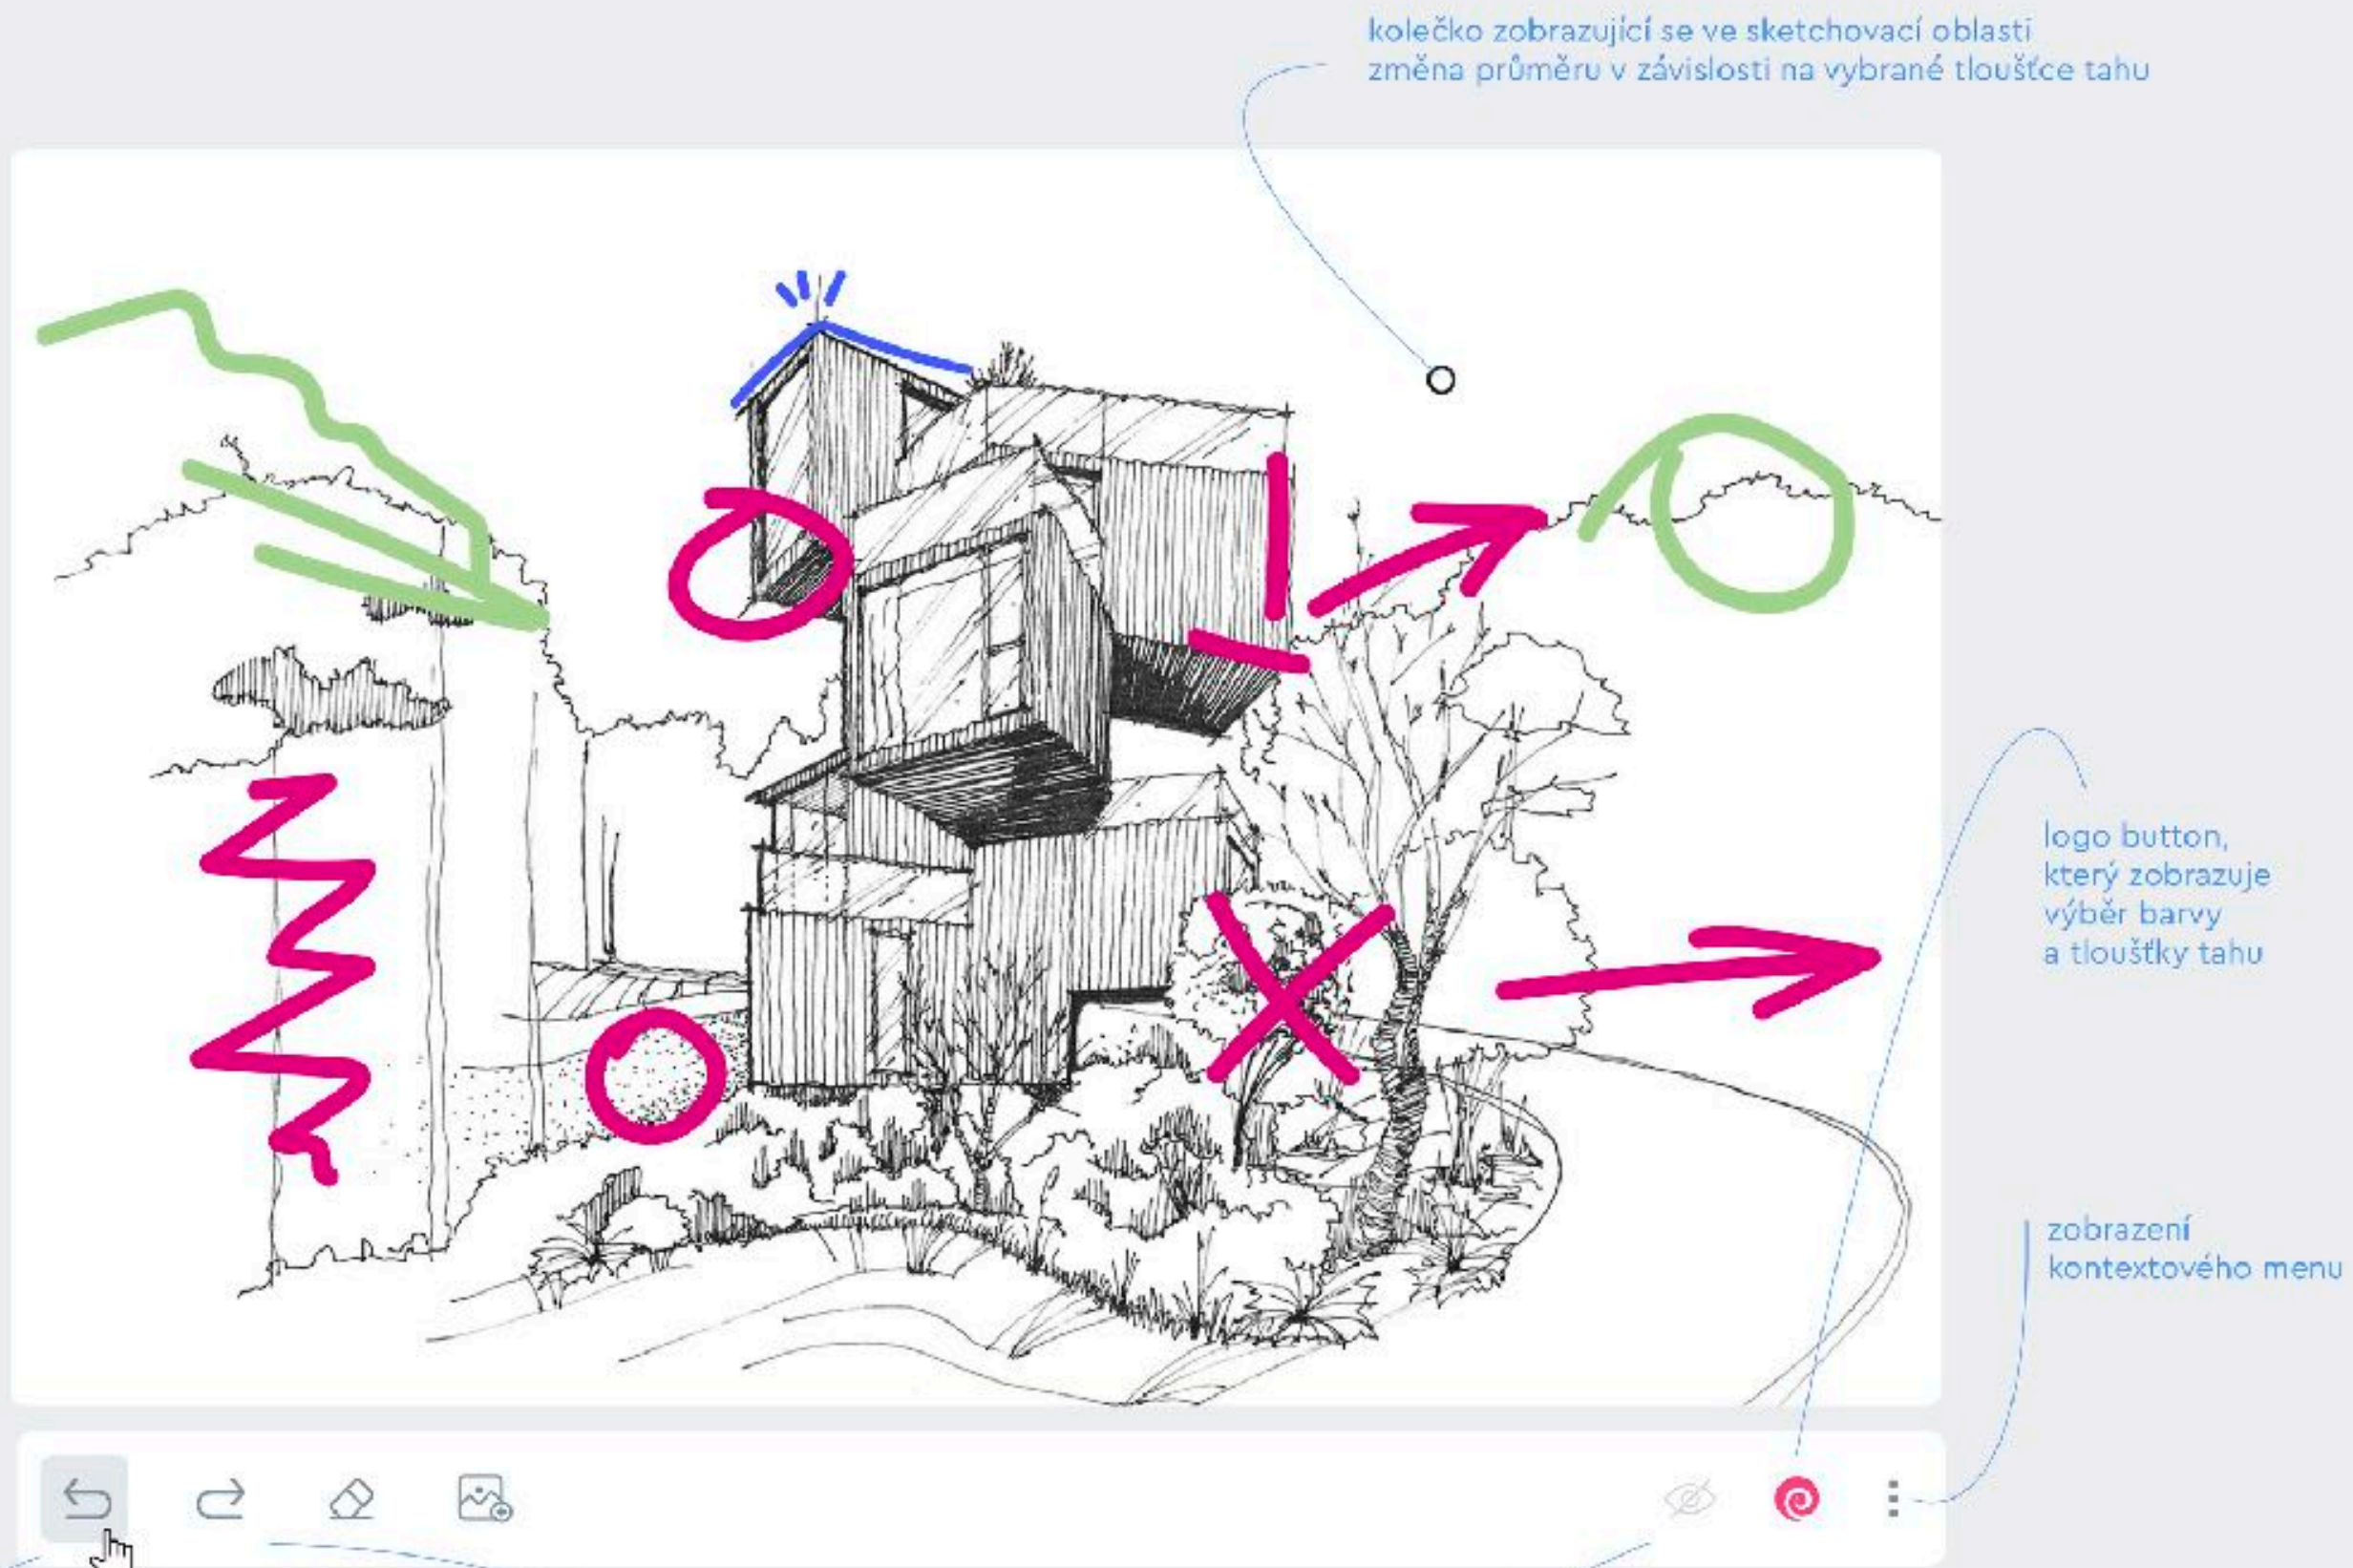 kolečko zobrazující se ve sketchovací oblasti
změna průměru v závislosti na vybrané tloušťce tahu
logo button,
který zobrazuje
výběr barvy
a tloušťky tahu
zobrazení
kontextového menu